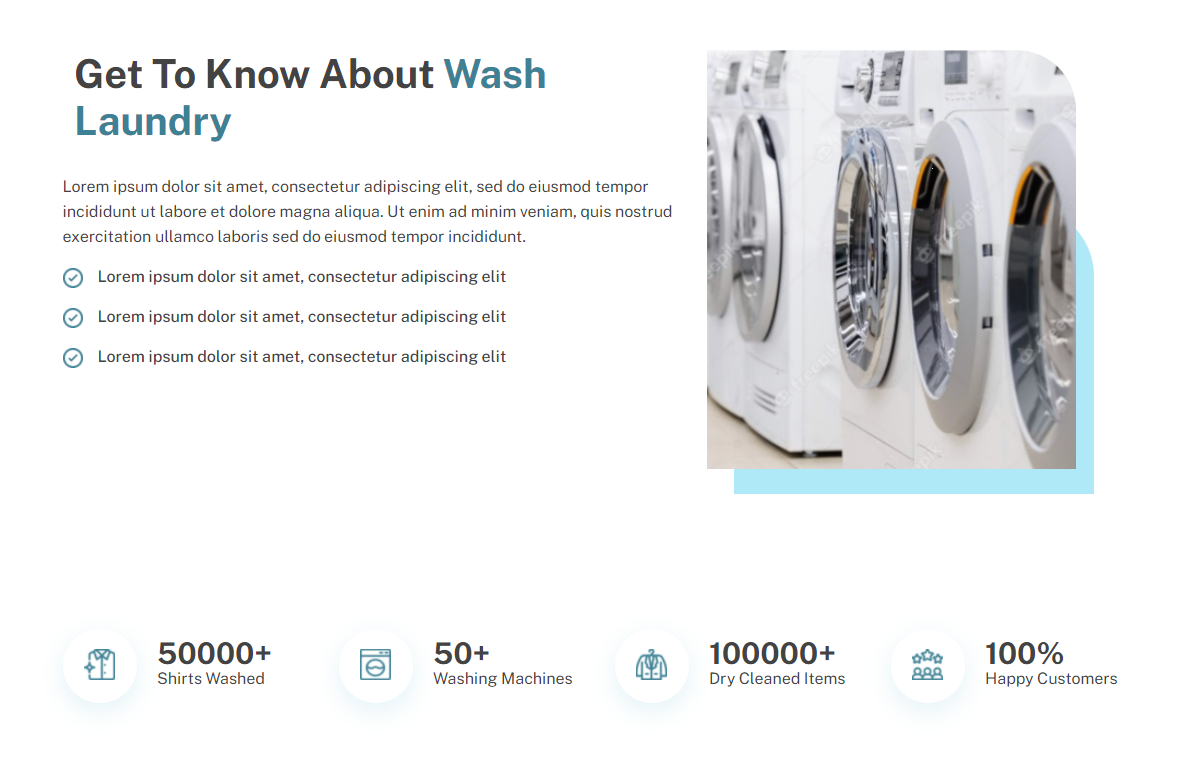 Get To Know About Wash
Laundry
Lorem ipsum dolor sit amet, consectetur adipiscing elit, sed do eiusmod tempor
incididunt ut labore et dolore magna aliqua. Ut enim ad minim veniam, quis nostrud
exercitation ullamco laboris sed do eiusmod tempor incididunt.
Lorem ipsum dolor sit amet, consectetur adipiscing elit
Lorem ipsum dolor sit amet, consectetur adipiscing elit
Lorem ipsum dolor sit amet, consectetur adipiscing elit
50000+
Shirts Washed
50+
Washing Machines
100000+
Dry Cleaned Items
100%
Happy Customers